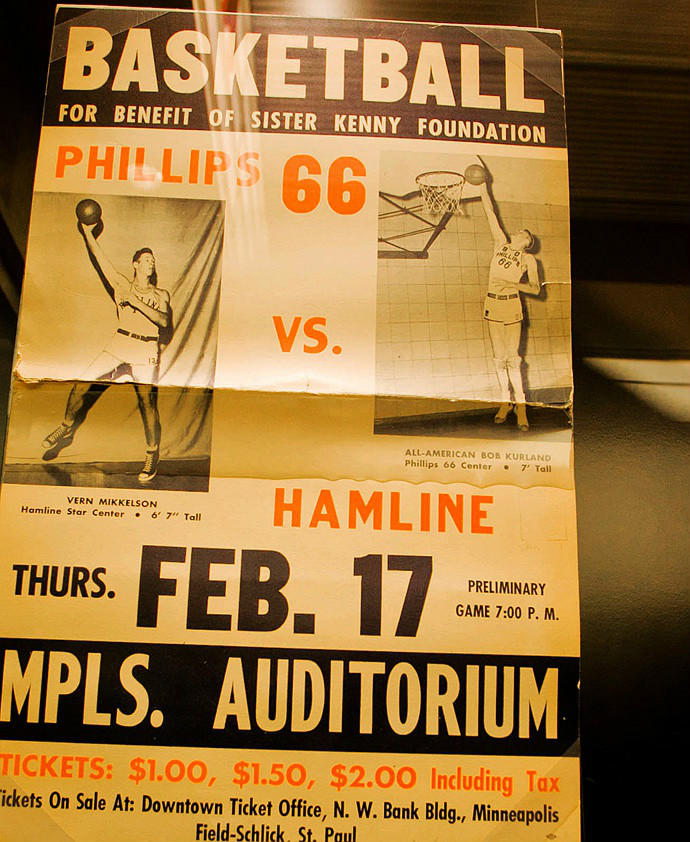 BASKETBALL
FOR BENEFIT OF SISTER KENNY FOUNDATION
PHILLIPS 66
PHILLIPS
66
VS.
ALL-AMERICAN BOB KURLAND
Phillips 66 Center • 7' Tall
VERN MIKKELSON
Hamline Star Center • 6' 7" Tall
HAMLINE
THURS. FEB. 17
PRELIMINARY
GAME 7:00 P. M.
MPLS. AUDITORIUM
TICKETS: $1.00, $1.50, $2.00 Including Tax
Tickets On Sale At: Downtown Ticket Office, N. W. Bank Bldg., Minneapolis
Field-Schlick, St. Paul